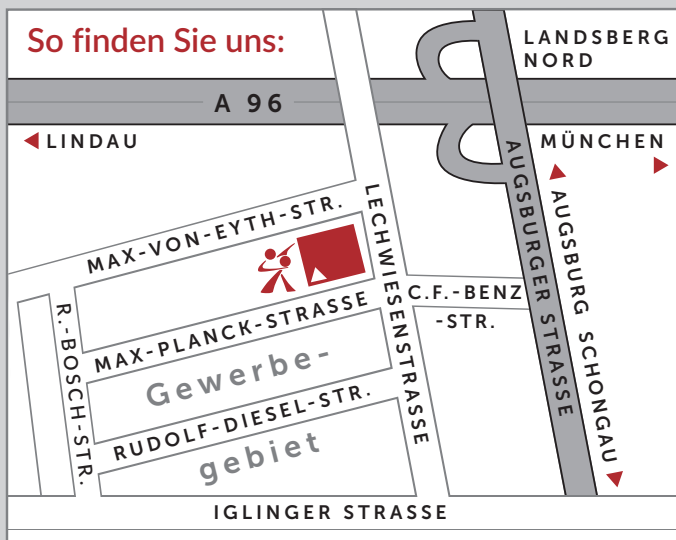 So finden Sie uns:
LANDSBERG
NORD
A 96
LINDAU
MÜNCHEN
AUGSBURGER STRASSE
AUGSBURG
SCHONGAU
LECHWIESENSTRASSE
MAX-VON-EYTH-STR.
C.F.-BENZ
-STR.
R.-BOSCH-STR.
MAX-PLANCK-STRASSE
Gewerbe-
RUDOLF-DIESEL-STR.
gebiet
IGLINGER STRASSE